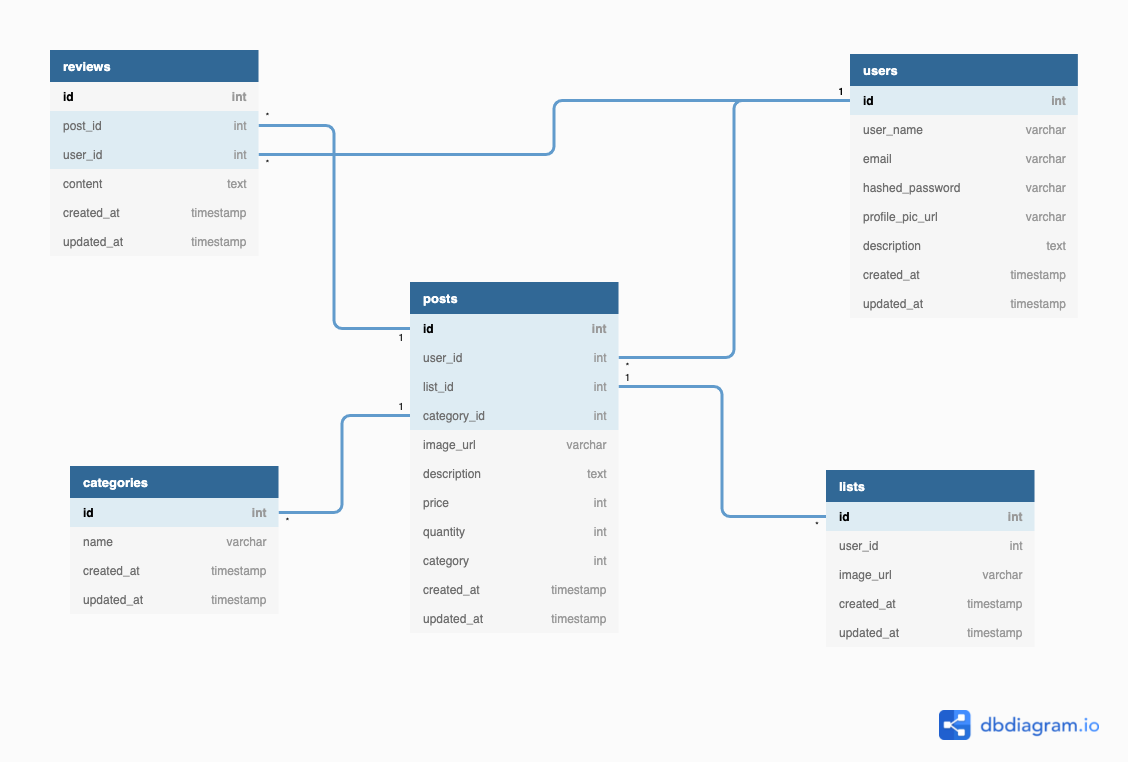 reviews
id int
post_id int
user_id int
content text
created_at timestamp
updated_at timestamp
*
*
1
users
id int
user_name varchar
email varchar
hashed_password varchar
profile_pic_url varchar
description text
created_at timestamp
updated_at timestamp
posts
id int
user_id int
list_id int
category_id int
image_url varchar
description text
price int
quantity int
category int
created_at timestamp
updated_at timestamp
1
*
1
1
categories
id int
name varchar
created_at timestamp
updated_at timestamp
*
lists
id int
user_id int
image_url varchar
created_at timestamp
updated_at timestamp
*
dbdiagram.io